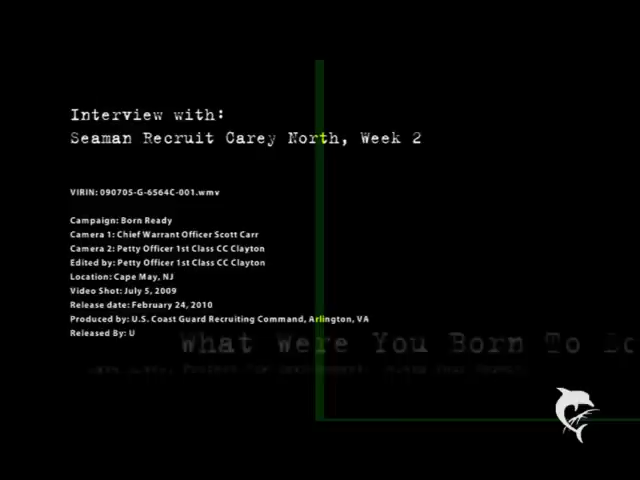 Interview with:
Seaman Recruit Carey North, Week 2
VIRIN: 090705-G-6564C-001.wmv
Campaign: Born Ready
Camera 1: Chief Warrant Officer Scott Carr
Camera 2: Petty Officer 1st Class CC Clayton
Edited by: Petty Officer 1st Class CC Clayton
Location: Cape May, NJ
Video Shot: July 5, 2009
Release date: February 24, 2010
Produced by: U.S. Coast Guard Recruiting Command, Arlington, VA
Released By: U
What Were You Born To Do